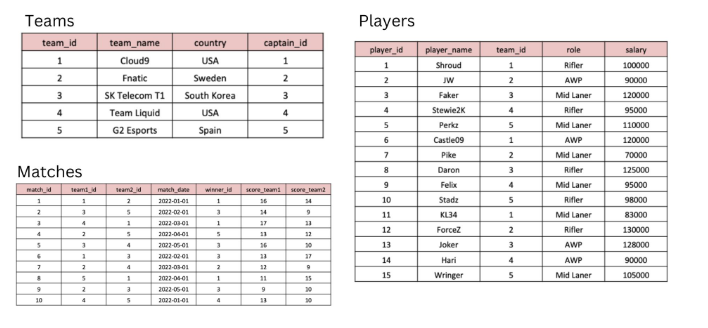 Teams
team_id team_name country captain_id
1 Cloud9 USA 1
2 Fnatic Sweden 2
3 SK Telecom T1 South Korea 3
4 Team Liquid USA 4
5 G2 Esports Spain 5
Matches
match_id team1_id team2_id match_date winner_id score_team1 score_team2
1 1 2 2022-01-01 1 16 14
2 3 5 2022-02-01 3 14 9
3 4 1 2022-03-01 1 17 13
4 2 5 2022-04-01 5 13 12
5 3 4 2022-05-01 3 16 10
6 1 3 2022-02-01 3 13 17
7 2 4 2022-03-01 2 12 9
8 5 1 2022-04-01 1 11 15
9 2 3 2022-05-01 3 9 10
10 4 5 2022-01-01 4 13 10
Players
player_id player_name team_id role salary
1 Shroud 1 Rifler 100000
2 JW 2 AWP 90000
3 Faker 3 Mid Laner 120000
4 Stewie2K 4 Rifler 95000
5 Perkz 5 Mid Laner 110000
6 Castle09 1 AWP 120000
7 Pike 2 Mid Laner 70000
8 Daron 3 Rifler 125000
9 Felix 4 Mid Laner 95000
10 Stadz 5 Rifler 98000
11 KL34 1 Mid Laner 83000
12 ForceZ 2 Rifler 130000
13 Joker 3 AWP 128000
14 Hari 4 AWP 90000
15 Wringer 5 Mid Laner 105000